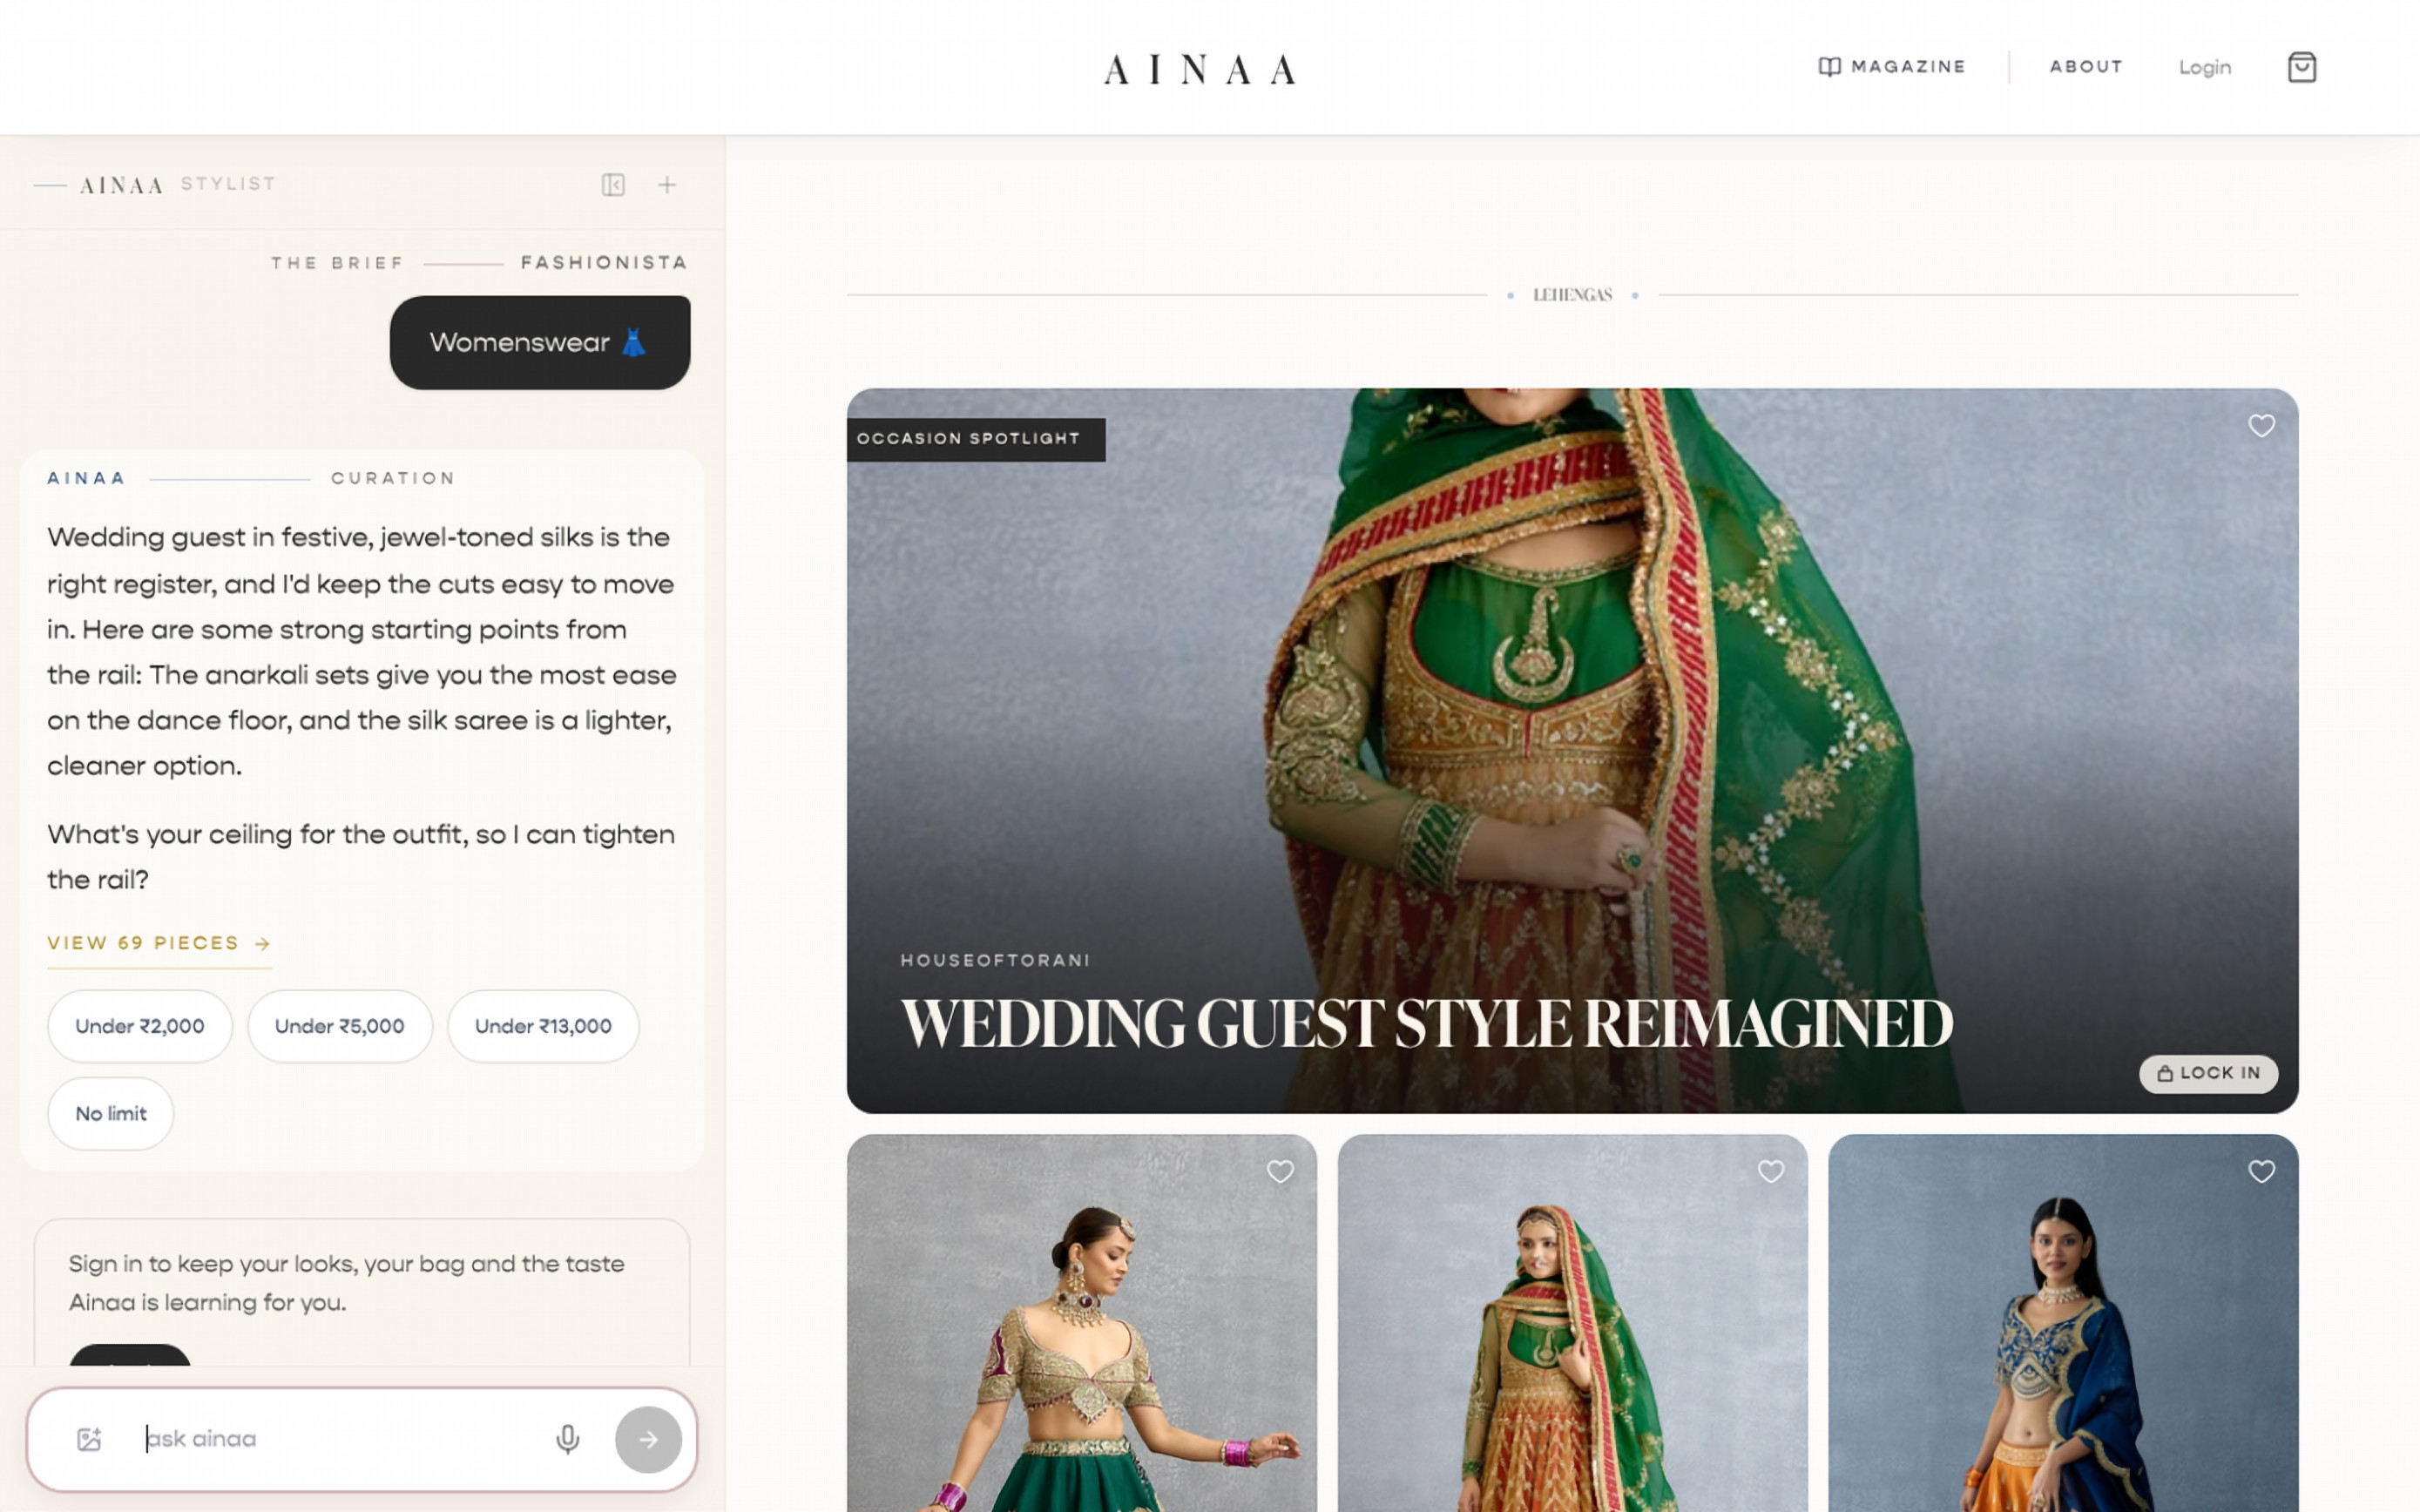 AINAA
MAGAZINE
ABOUT
Login
AINAA STYLIST
THE BRIEF FASHIONISTA
Womenswear 👗
AINAA CURATION
Wedding guest in festive, jewel-toned silks is the
right register, and I'd keep the cuts easy to move
in. Here are some strong starting points from
the rail: The anarkali sets give you the most ease
on the dance floor, and the silk saree is a lighter,
cleaner option.
What's your ceiling for the outfit, so I can tighten
the rail?
VIEW 69 PIECES →
Under ₹2,000
Under ₹5,000
Under ₹13,000
No limit
Sign in to keep your looks, your bag and the taste
Ainaa is learning for you.
ask ainaa
LEHENGAS
OCCASION SPOTLIGHT
HOUSEOFTORANI
WEDDING GUEST STYLE REIMAGINED
LOCK IN